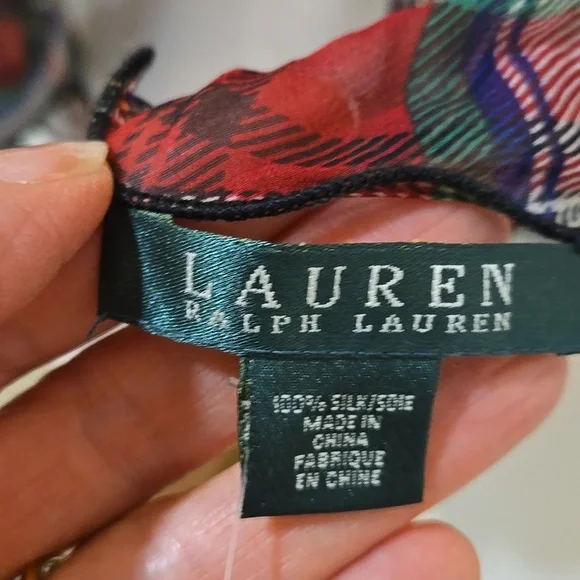 LAUREN
RALPH LAUREN
100% SILK/SOIE
MADE IN
CHINA
FABRIQUE
EN CHINE